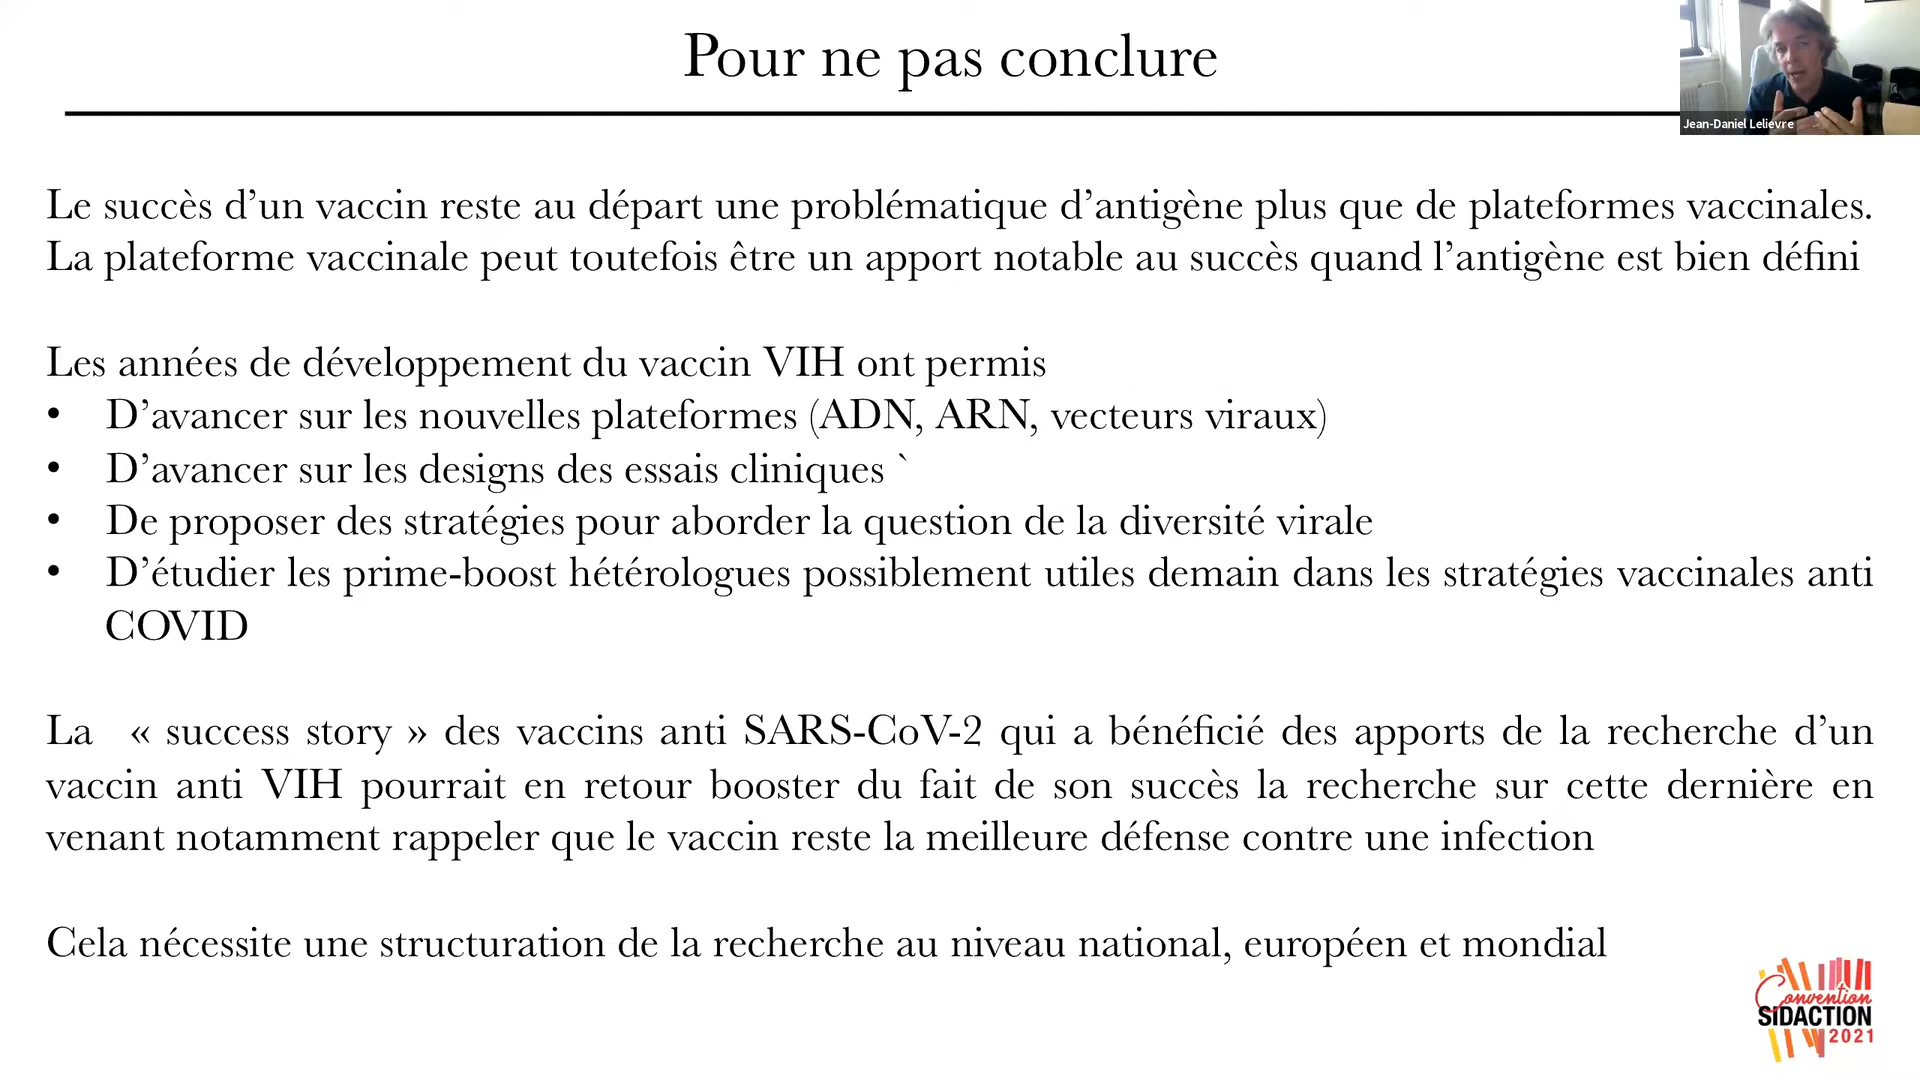 Pour ne pas conclure
Jean-Daniel Lelièvre
Le succès d’un vaccin reste au départ une problématique d’antigène plus que de plateformes vaccinales.
La plateforme vaccinale peut toutefois être un apport notable au succès quand l’antigène est bien défini
Les années de développement du vaccin VIH ont permis
• D’avancer sur les nouvelles plateformes (ADN, ARN, vecteurs viraux)
• D’avancer sur les designs des essais cliniques `
• De proposer des stratégies pour aborder la question de la diversité virale
• D’étudier les prime-boost hétérologues possiblement utiles demain dans les stratégies vaccinales anti
COVID
La « success story » des vaccins anti SARS-CoV-2 qui a bénéficié des apports de la recherche d’un
vaccin anti VIH pourrait en retour booster du fait de son succès la recherche sur cette dernière en
venant notamment rappeler que le vaccin reste la meilleure défense contre une infection
Cela nécessite une structuration de la recherche au niveau national, européen et mondial
Convention
SIDACTION
2021